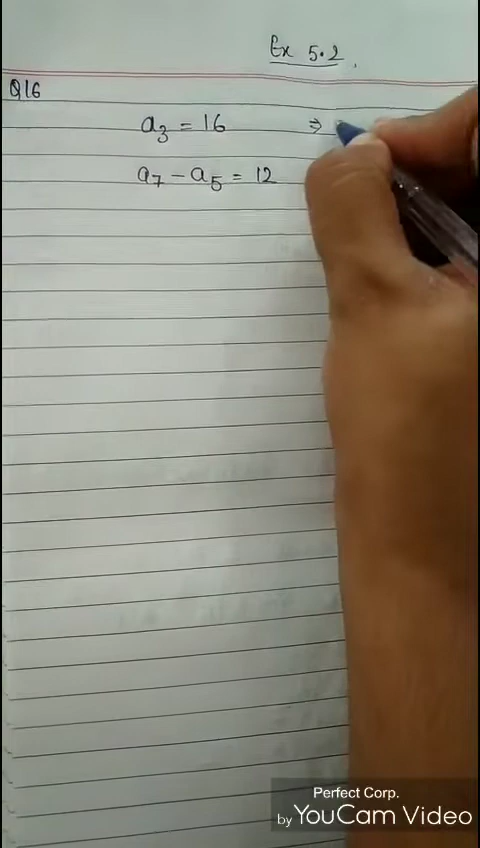 Ex 5.2.
Q16
a₃ = 16 ⇒
a₇ - a₅ = 12
Perfect Corp.
by YouCam Video